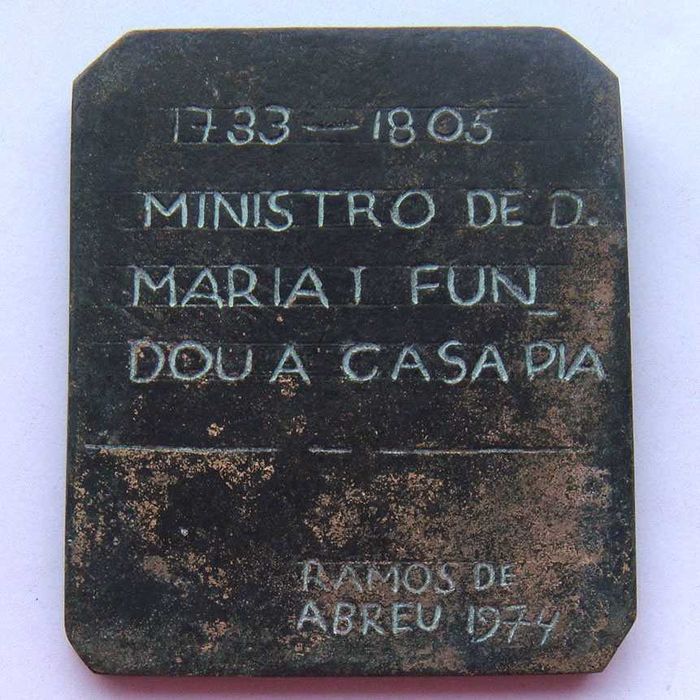 1733 — 1805
MINISTRO DE D.
MARIA I FUN_
DOU A CASA PIA
RAMOS DE
ABREU 1974